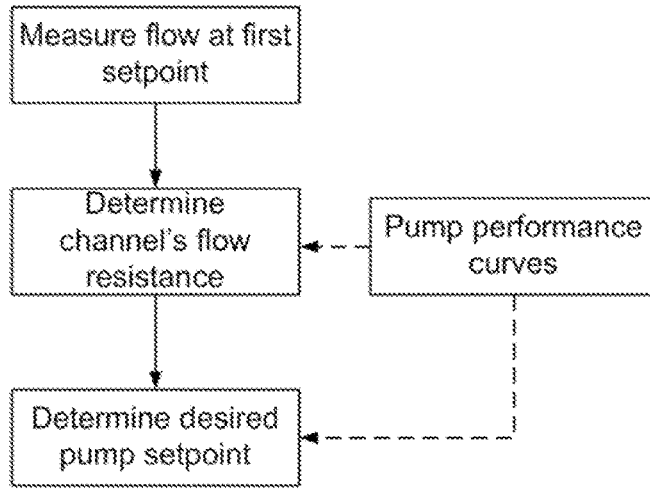 Measure flow at first
setpoint
Determine
channel's flow
resistance
Pump performance
curves
Determine desired
pump setpoint